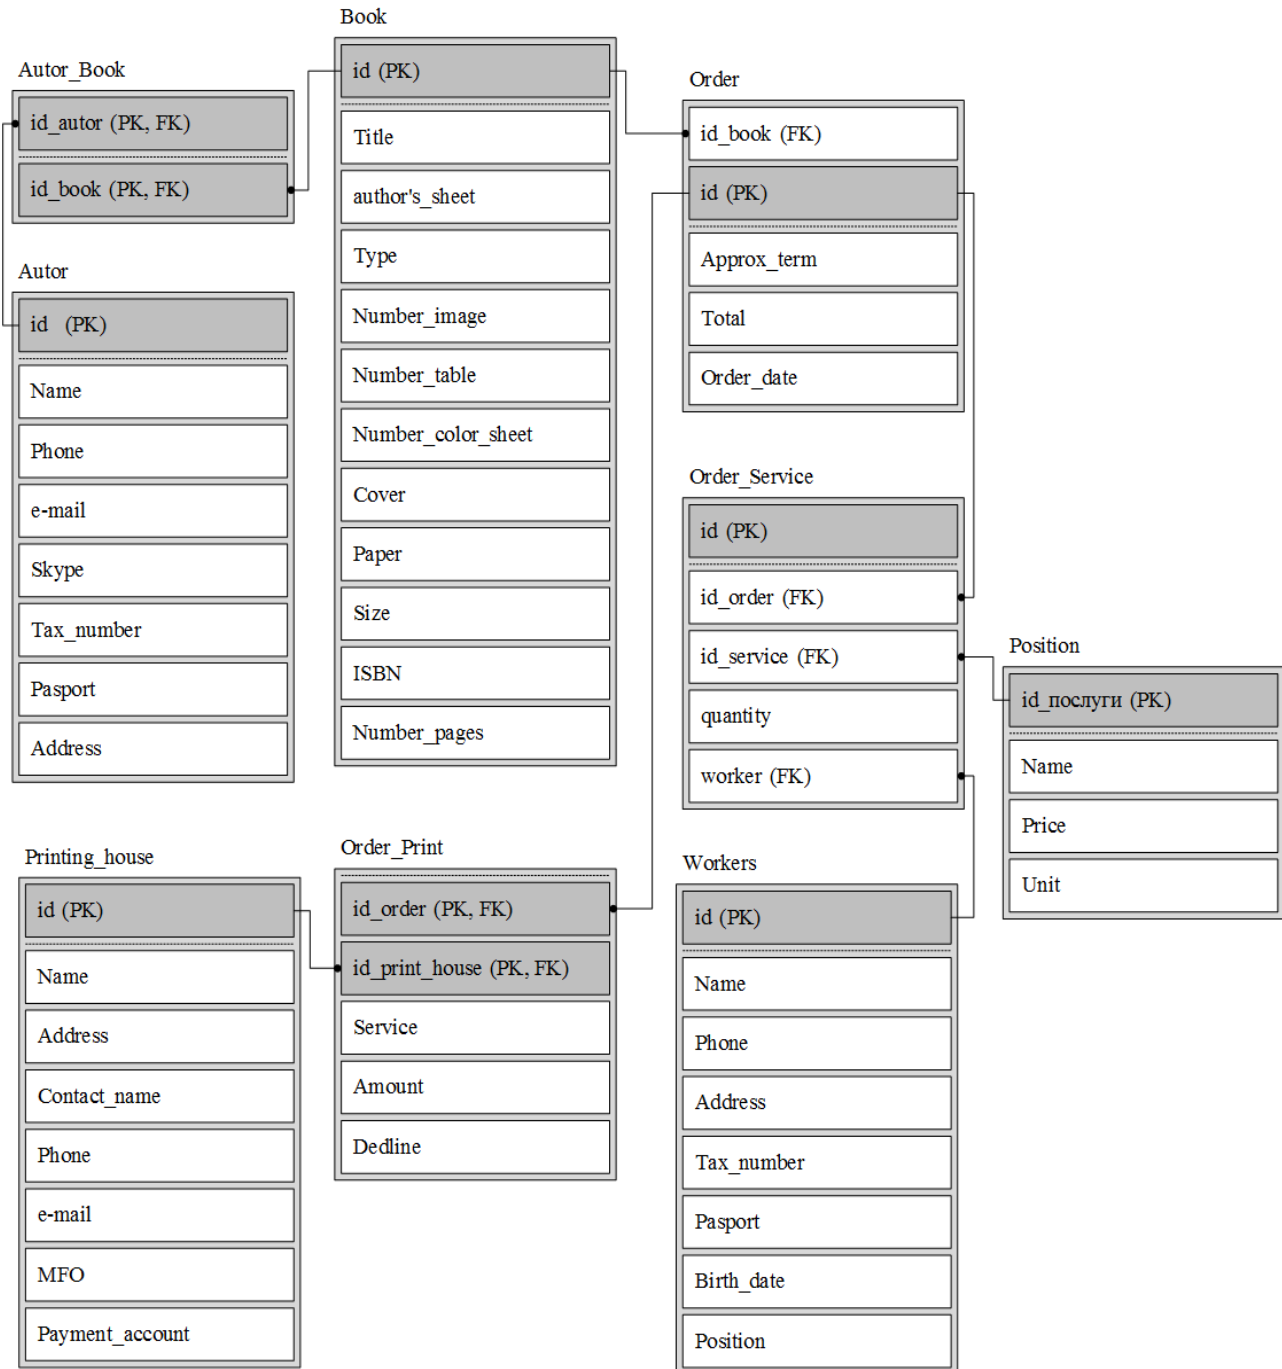 Autor_Book
id_autor (PK, FK)
id_book (PK, FK)
Autor
id (PK)
Name
Phone
e-mail
Skype
Tax_number
Pasport
Address
Book
id (PK)
Title
author's_sheet
Type
Number_image
Number_table
Number_color_sheet
Cover
Paper
Size
ISBN
Number_pages
Order
id_book (FK)
id (PK)
Approx_term
Total
Order_date
Order_Service
id (PK)
id_order (FK)
id_service (FK)
quantity
worker (FK)
Position
id_послуги (PK)
Name
Price
Unit
Printing_house
id (PK)
Name
Address
Contact_name
Phone
e-mail
MFO
Payment_account
Order_Print
id_order (PK, FK)
id_print_house (PK, FK)
Service
Amount
Dedline
Workers
id (PK)
Name
Phone
Address
Tax_number
Pasport
Birth_date
Position